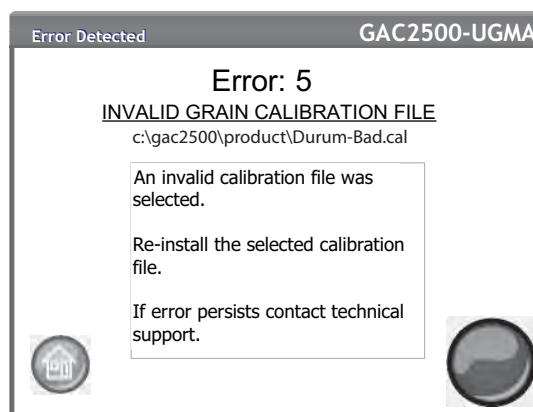 Error Detected GAC2500-UGMA
Error: 5
INVALID GRAIN CALIBRATION FILE
c:\gac2500\product\Durum-Bad.cal
An invalid calibration file was
selected.
Re-install the selected calibration
file.
If error persists contact technical
support.